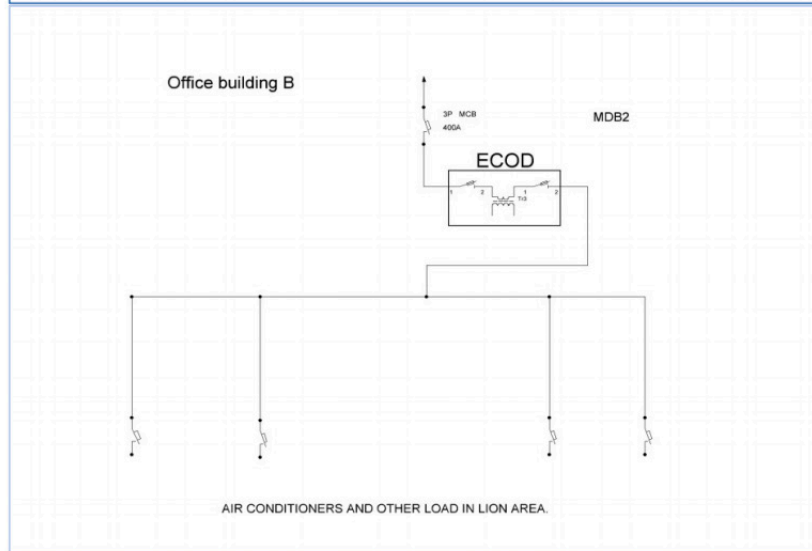 Office building B
3P MCB
400A
MDB2
ECOD
1 2 1 2
Tr3
AIR CONDITIONERS AND OTHER LOAD IN LION AREA.